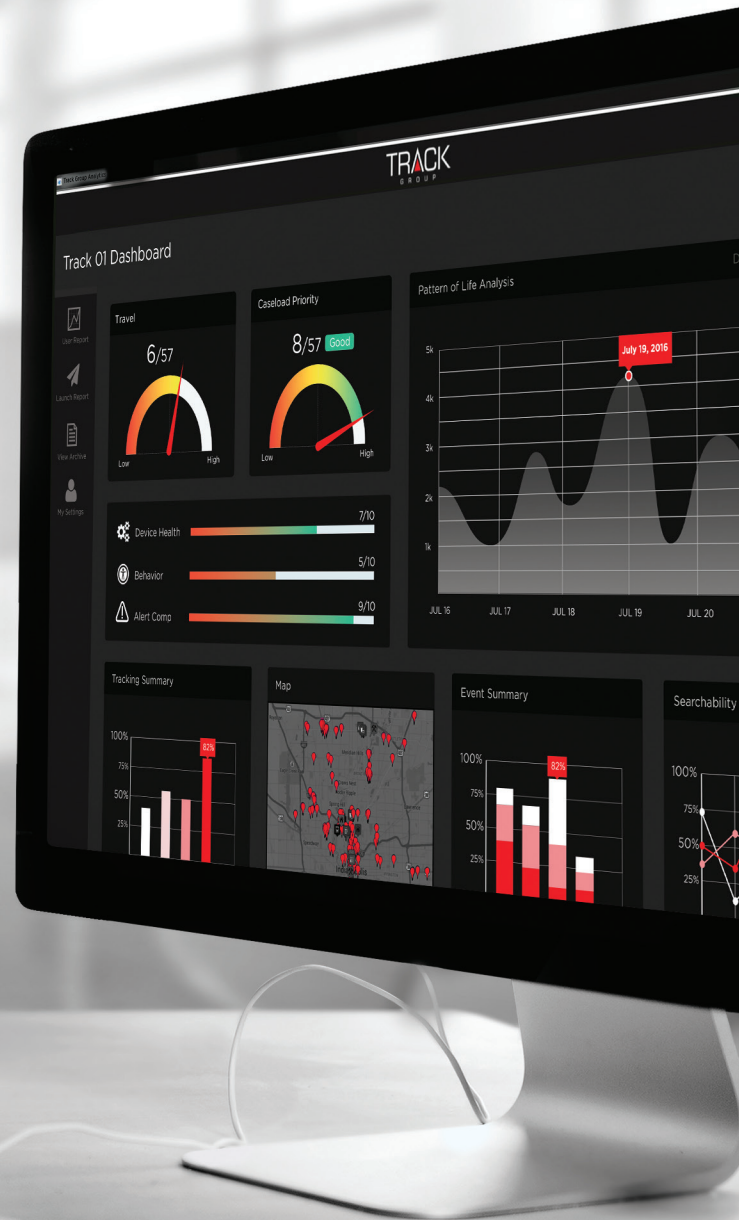 Track Group Analytics
TRACK
GROUP
Track 01 Dashboard
User Report
Launch Report
View Archive
My Settings
Travel
6/57
Low
High
Caseload Priority
8/57 Good
Low
High
Pattern of Life Analysis
D
July 19, 2016
5k
4k
3k
2k
1k
JUL 16
JUL 17
JUL 18
JUL 19
JUL 20
Device Health
7/10
Behavior
5/10
Alert Comp
9/10
Tracking Summary
100%
75%
50%
25%
82%
Map
Event Summary
100%
75%
50%
25%
82%
Searchability
100%
75%
50%
25%